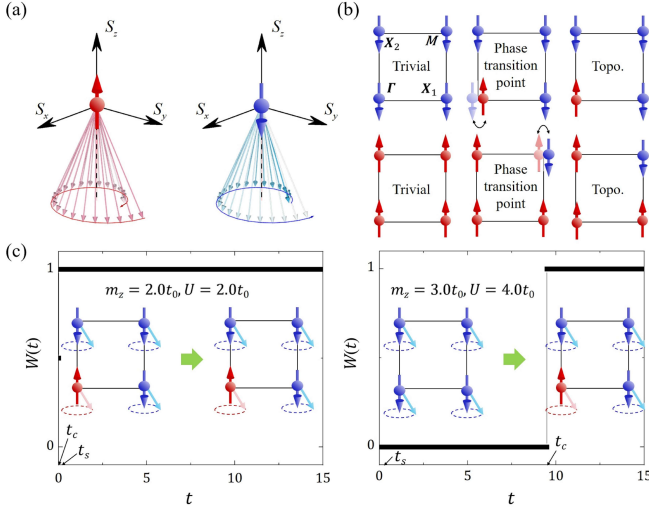 (a)
S_z
S_x
S_y
S_z
S_x
S_y
(b)
X_2
M
Trivial
Γ
X_1
Phase
transition
point
Topo.
Trivial
Phase
transition
point
Topo.
(c)
W(t)
1
0
m_z = 2.0t_0, U = 2.0t_0
t_c
t_s
0
5
10
15
t
1
0
m_z = 3.0t_0, U = 4.0t_0
t_s
t_c
0
5
10
15
t